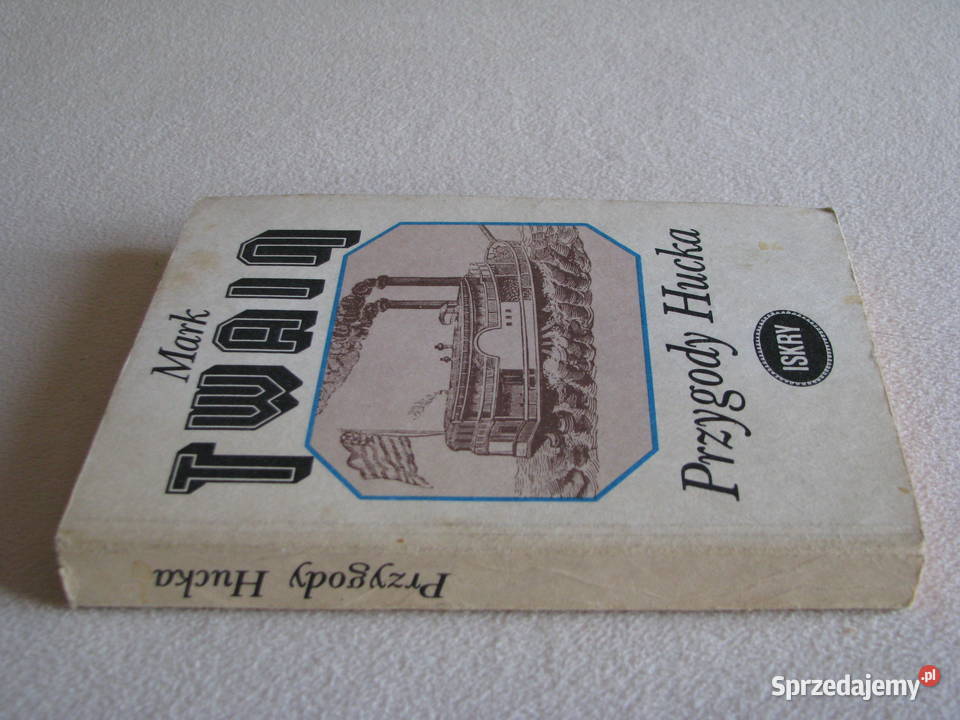 Mark
TWAIN
Przygody Hucka
ISKRY
Przygody Hucka
Sprzedajemy.pl